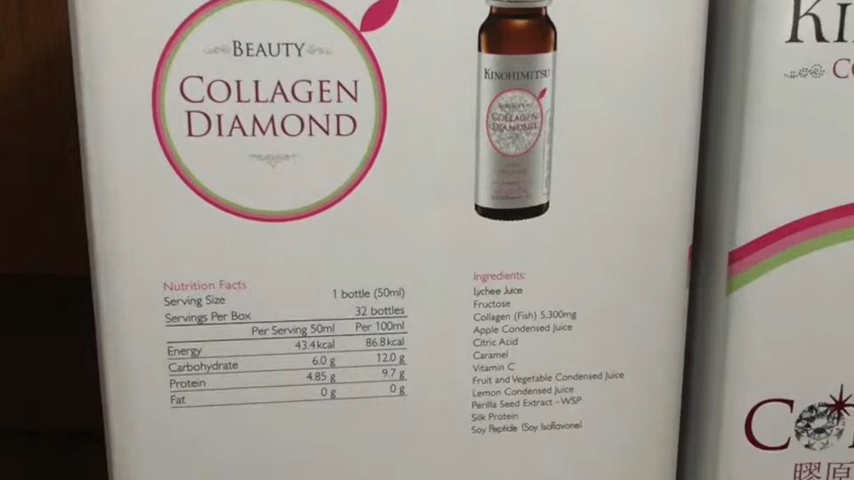 BEAUTY
COLLAGEN
DIAMOND
KINOHIMITSU
COLLAGEN
DIAMOND
Nutrition Facts
Serving Size 1 bottle (50ml)
Servings Per Box 32 bottles
Per Serving 50ml Per 100ml
Energy 43.4kcal 86.8kcal
Carbohydrate 6.0 g 12.0 g
Protein 4.85 g 9.7 g
Fat 0 g 0 g
Ingredients:
Lychee Juice
Fructose
Collagen (Fish) 5,300mg
Apple Condensed Juice
Citric Acid
Caramel
Vitamin C
Fruit and Vegetable Condensed Juice
Lemon Condensed Juice
Perilla Seed Extract - WSP
Silk Protein
Soy Peptide (Soy Isoflavone)
KI
CO
CO
膠原